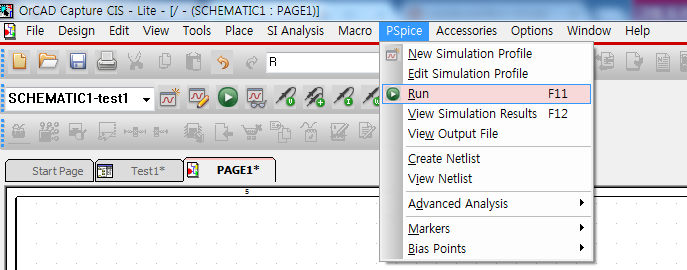 OrCAD Capture CIS - Lite - [/ - (SCHEMATIC1 : PAGE1)]
File Design Edit View Tools Place SI Analysis Macro PSpice Accessories Options Window Help
R
New Simulation Profile
Edit Simulation Profile
SCHEMATIC1-test1
Run F11
View Simulation Results F12
View Output File
Create Netlist
View Netlist
Start Page Test1* PAGE1*
5
Advanced Analysis
Markers
Bias Points